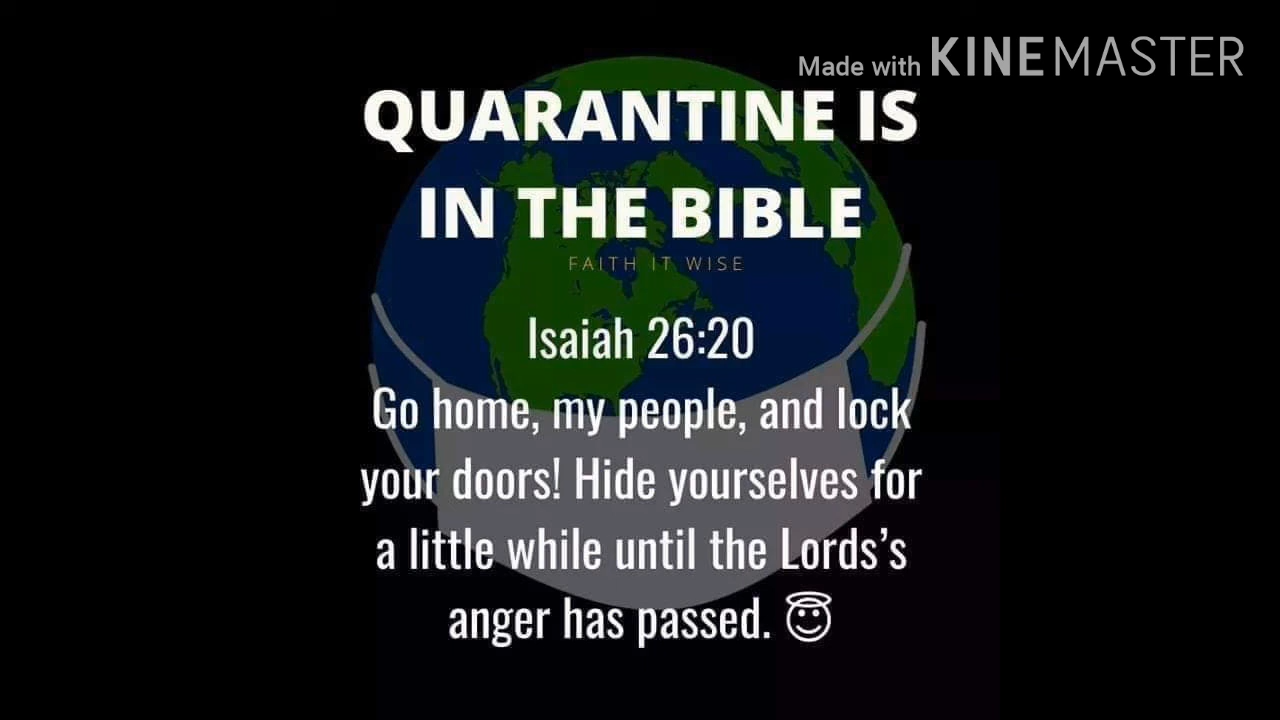 Made with KINEMASTER
QUARANTINE IS
IN THE BIBLE
FAITH IT WISE
Isaiah 26:20
Go home, my people, and lock
your doors! Hide yourselves for
a little while until the Lords’s
anger has passed. 😇